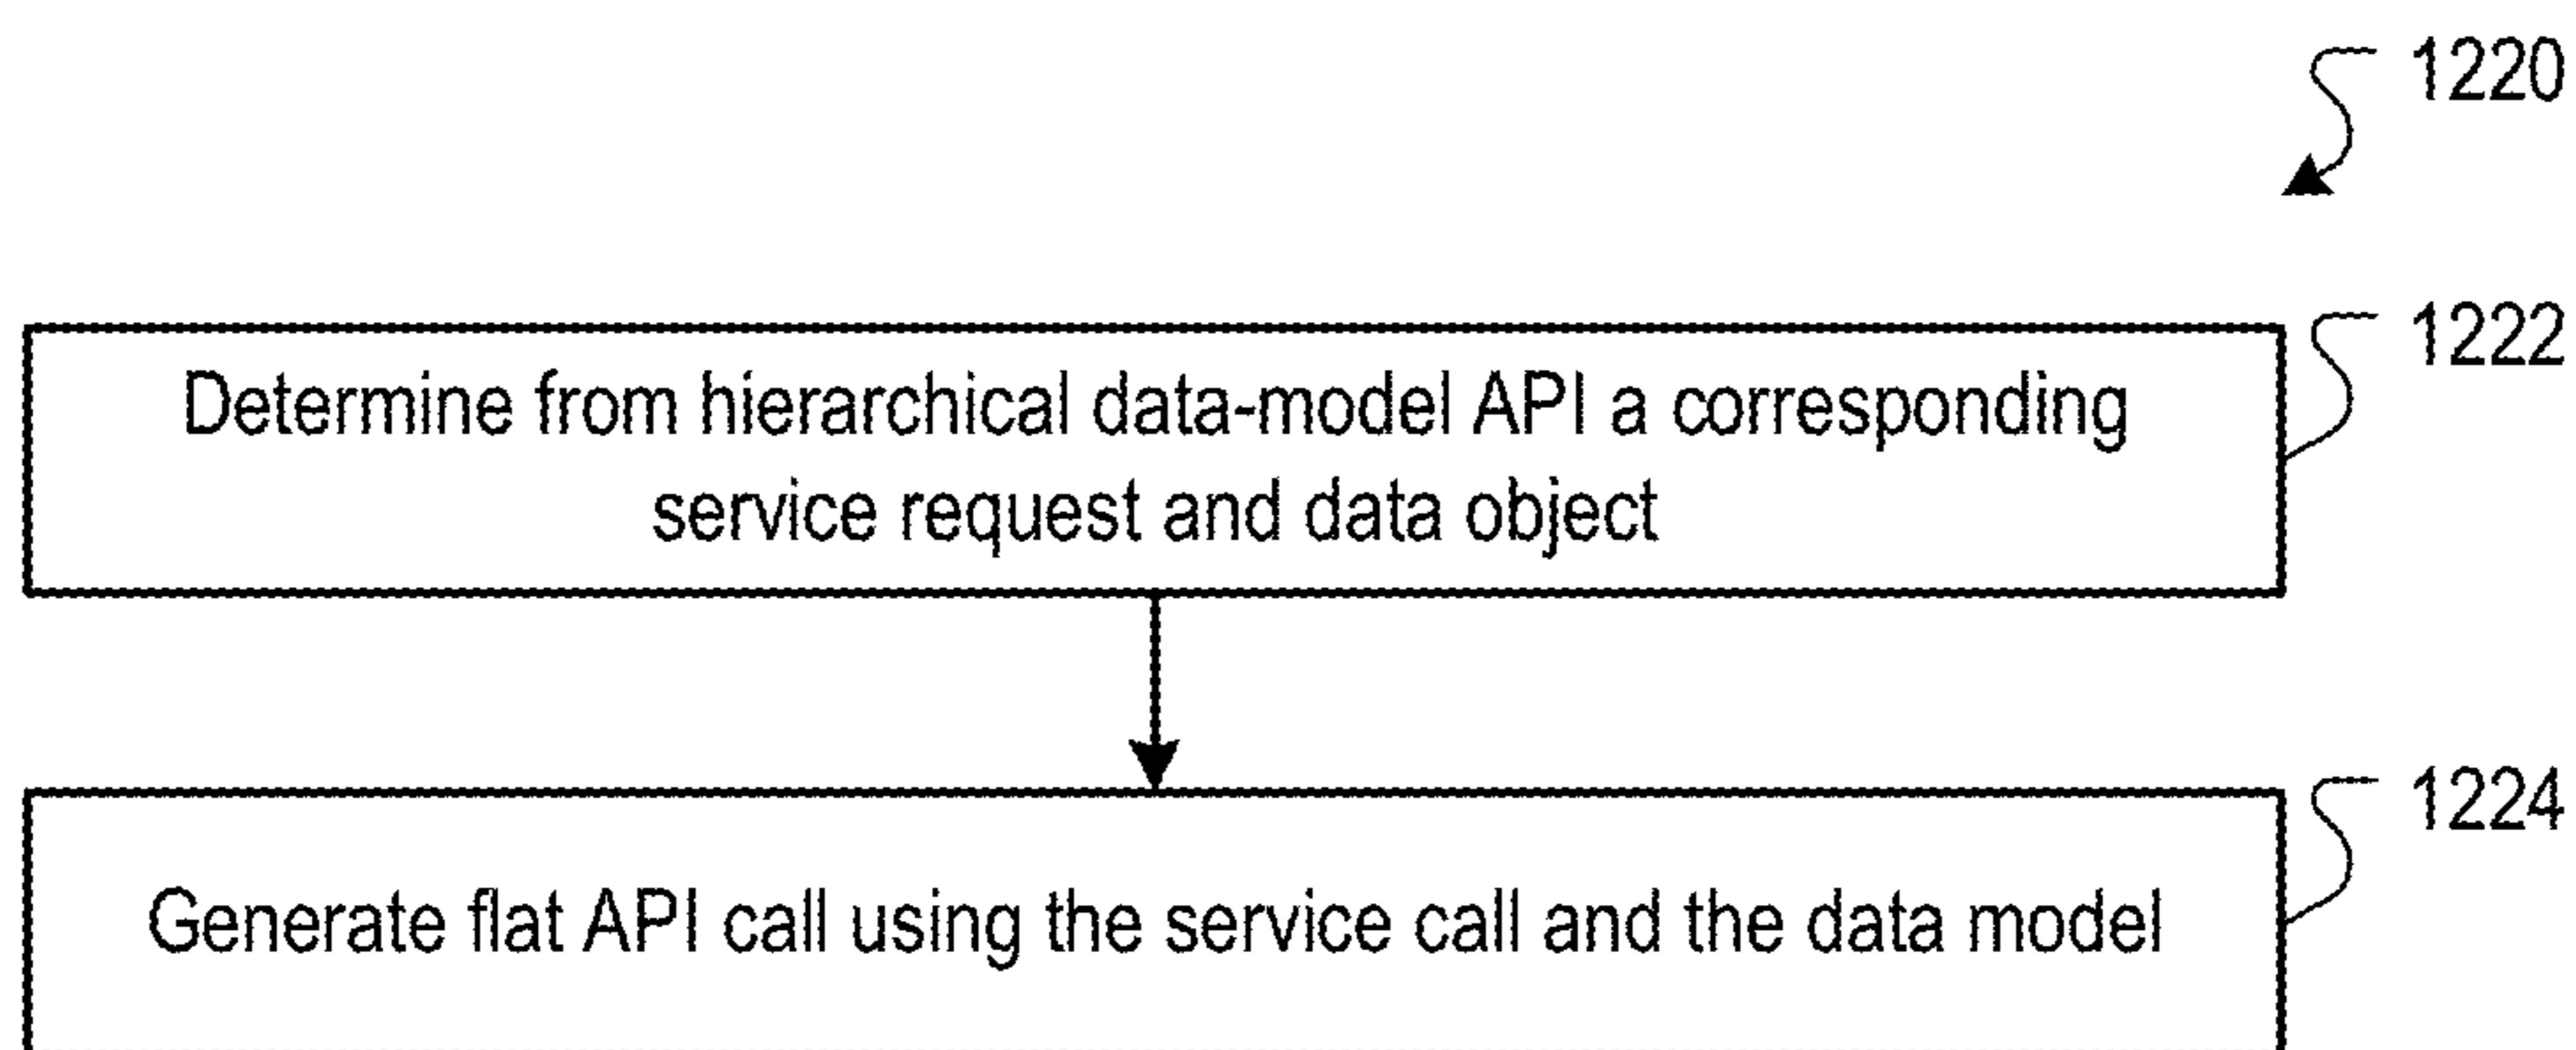 1220
1222
Determine from hierarchical data-model API a corresponding
service request and data object
1224
Generate flat API call using the service call and the data model